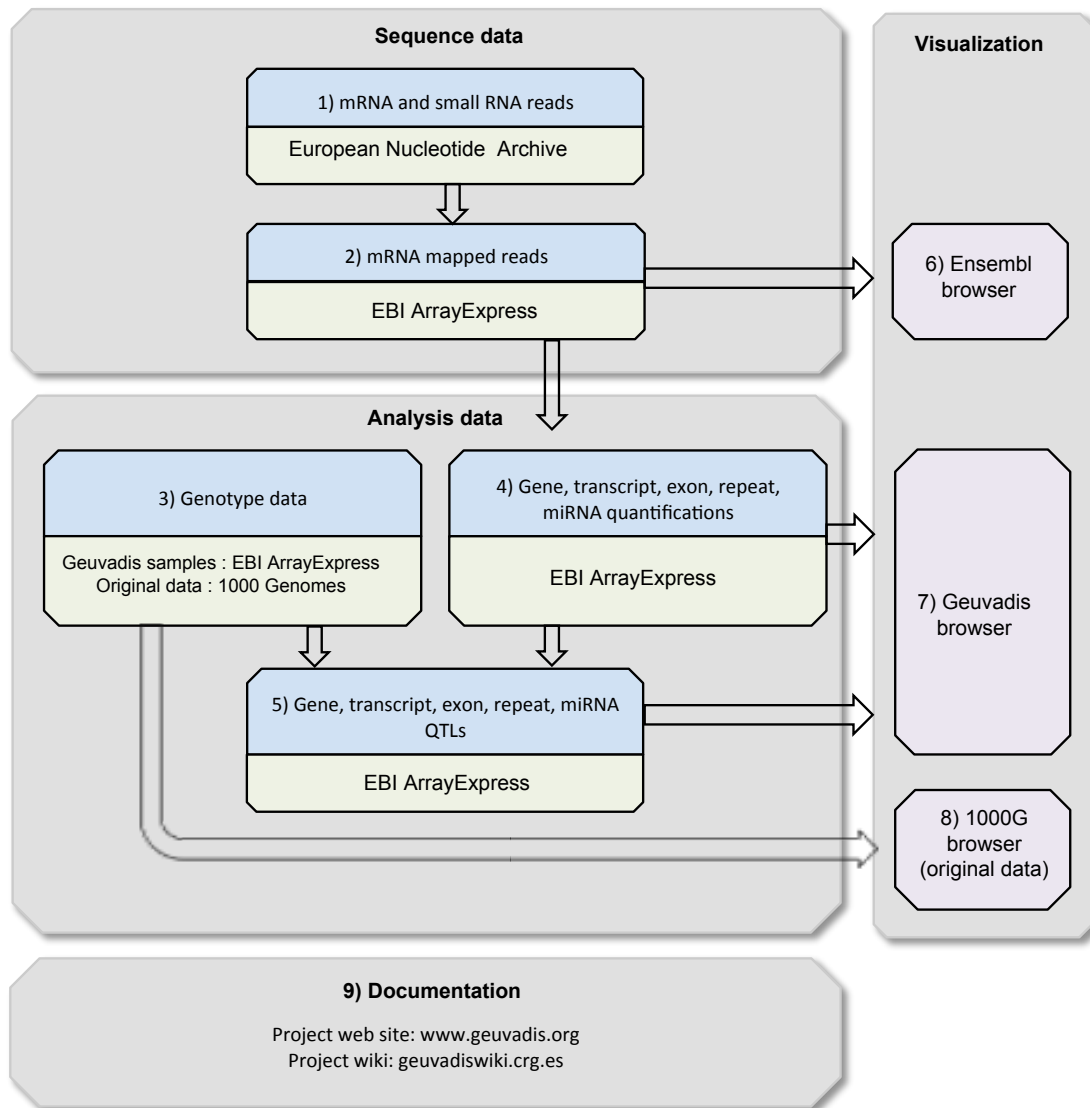 Sequence data
1) mRNA and small RNA reads
European Nucleotide Archive
2) mRNA mapped reads
EBI ArrayExpress
Analysis data
3) Genotype data
Geuvadis samples : EBI ArrayExpress
Original data : 1000 Genomes
4) Gene, transcript, exon, repeat,
miRNA quantifications
EBI ArrayExpress
5) Gene, transcript, exon, repeat, miRNA
QTLs
EBI ArrayExpress
Visualization
6) Ensembl
browser
7) Geuvadis
browser
8) 1000G
browser
(original data)
9) Documentation
Project web site: www.geuvadis.org
Project wiki: geuvadiswiki.crg.es